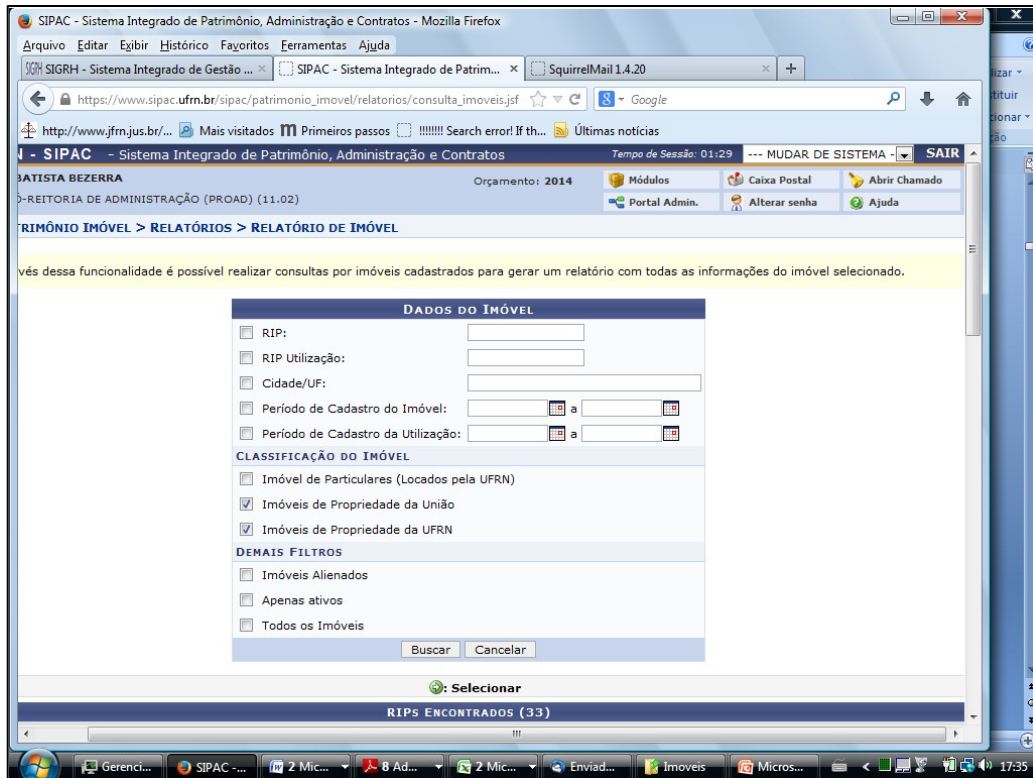 SIPAC - Sistema Integrado de Patrimônio, Administração e Contratos - Mozilla Firefox
Arquivo Editar Exibir Histórico Favoritos Ferramentas Ajuda
SIGRH - Sistema Integrado de Gestão ... × SIPAC - Sistema Integrado de Patrim... × SquirrelMail 1.4.20 × +
https://www.sipac.ufrn.br/sipac/patrimonio_imovel/relatorios/consulta_imoveis.jsf Google
http://www.jfrn.jus.br/... Mais visitados Primeiros passos !!!!!!!! Search error! If th... Últimas notícias
N - SIPAC - Sistema Integrado de Patrimônio, Administração e Contratos Tempo de Sessão: 01:29 --- MUDAR DE SISTEMA - SAIR
BATISTA BEZERRA Orçamento: 2014 Módulos Caixa Postal Abrir Chamado
Ó-REITORIA DE ADMINISTRAÇÃO (PROAD) (11.02) Portal Admin. Alterar senha Ajuda
TRIMÔNIO IMÓVEL > RELATÓRIOS > RELATÓRIO DE IMÓVEL
vés dessa funcionalidade é possível realizar consultas por imóveis cadastrados para gerar um relatório com todas as informações do imóvel selecionado.
DADOS DO IMÓVEL
RIP:
RIP Utilização:
Cidade/UF:
Período de Cadastro do Imóvel: a
Período de Cadastro da Utilização: a
CLASSIFICAÇÃO DO IMÓVEL
Imóvel de Particulares (Locados pela UFRN)
Imóveis de Propriedade da União
Imóveis de Propriedade da UFRN
DEMAIS FILTROS
Imóveis Alienados
Apenas ativos
Todos os Imóveis
Buscar Cancelar
: Selecionar
RIPS ENCONTRADOS (33)
Gerenci... SIPAC -... 2 Mic... 8 Ad... 2 Mic... Enviad... Imoveis Micros... 17:35
lizar
stituir
cionar
ção